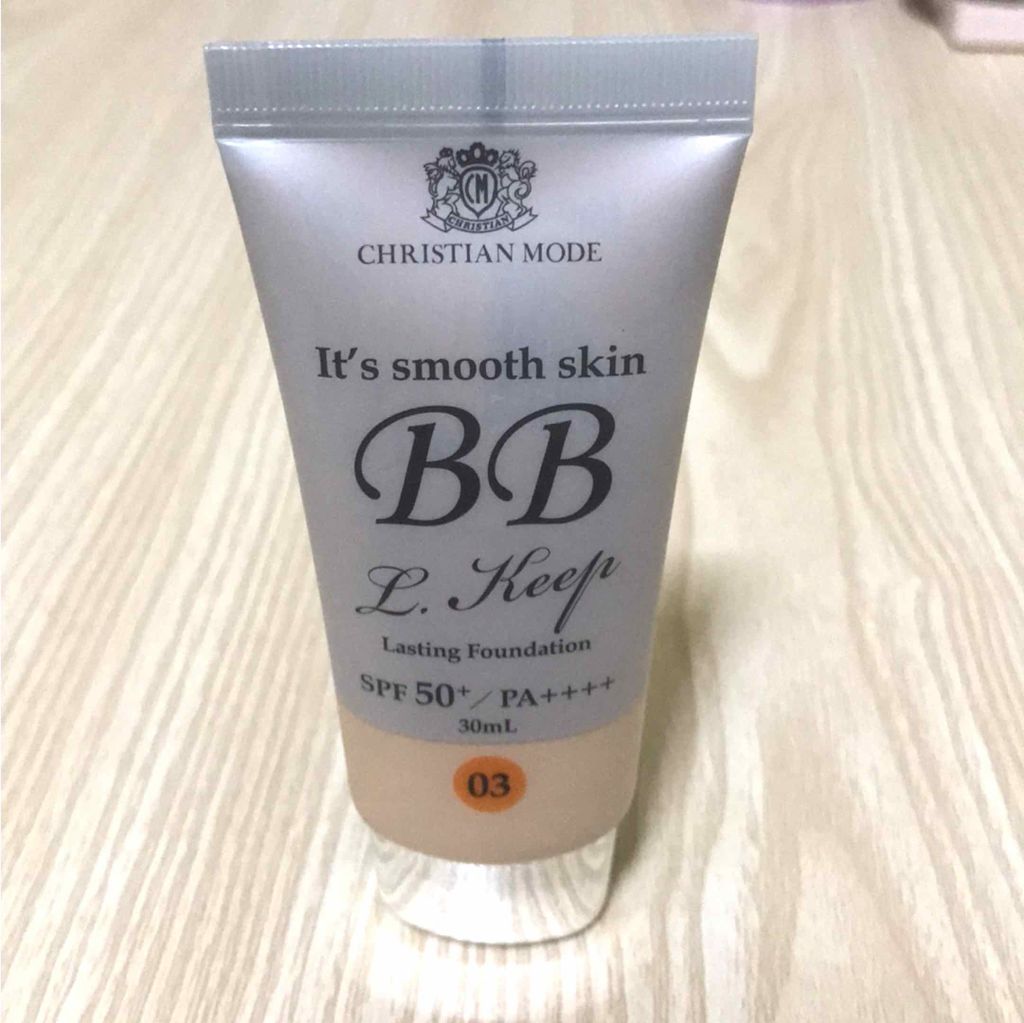 CM
CHRISTIAN
CHRISTIAN MODE
It's smooth skin
BB
L. Keep
Lasting Foundation
SPF 50+/PA++++
30mL
03